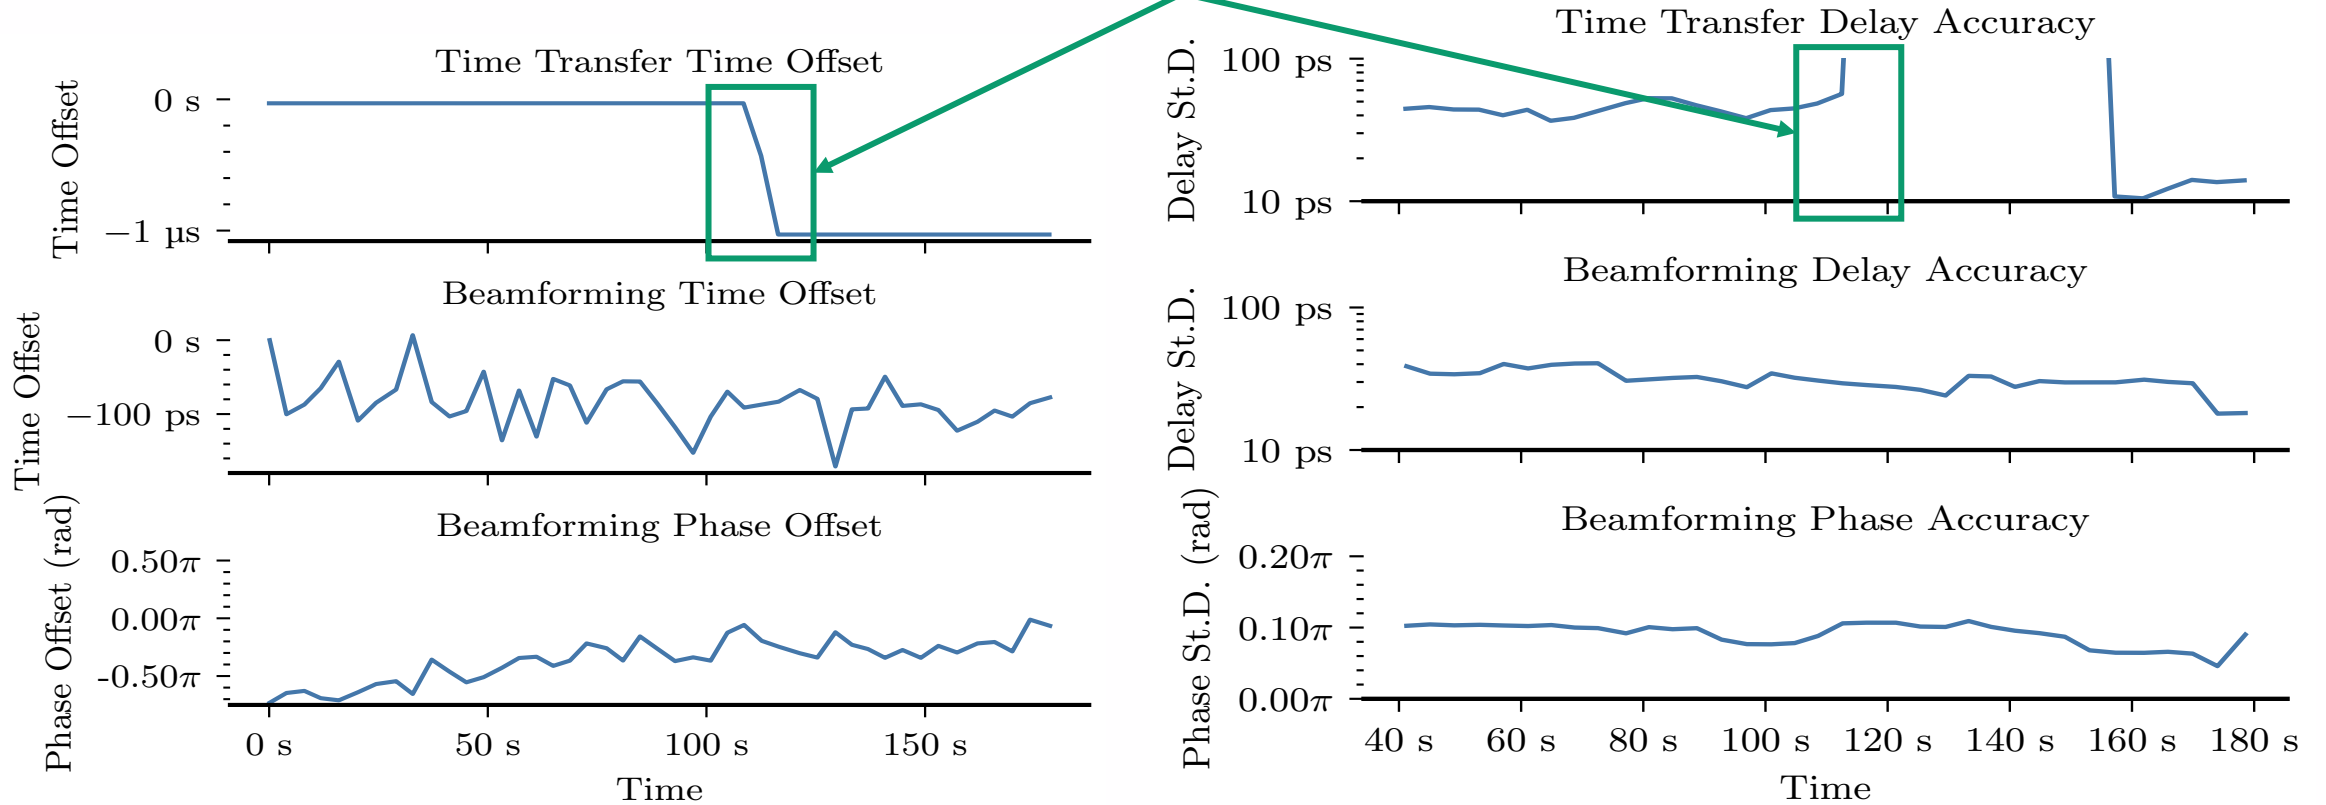 Time Transfer Time Offset
Time Offset
0 s
−1 µs
Beamforming Time Offset
Time Offset
0 s
−100 ps
Beamforming Phase Offset
Phase Offset (rad)
0.50π
0.00π
-0.50π
0 s
50 s
100 s
150 s
Time
Time Transfer Delay Accuracy
Delay St.D.
100 ps
10 ps
Beamforming Delay Accuracy
Delay St.D.
100 ps
10 ps
Beamforming Phase Accuracy
Phase St.D. (rad)
0.20π
0.10π
0.00π
40 s
60 s
80 s
100 s
120 s
140 s
160 s
180 s
Time